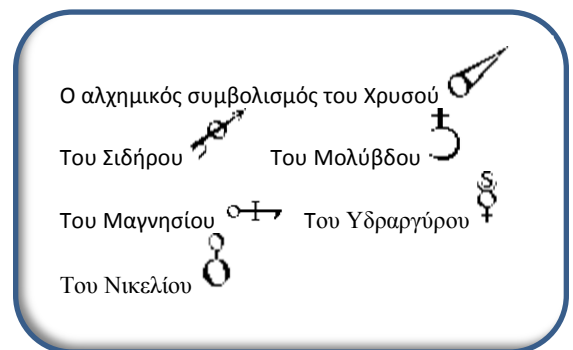 Ο αλχημικός συμβολισμός του Χρυσού
Του Σιδήρου Του Μολύβδου
Του Μαγνησίου Του Υδραργύρου
Του Νικελίου